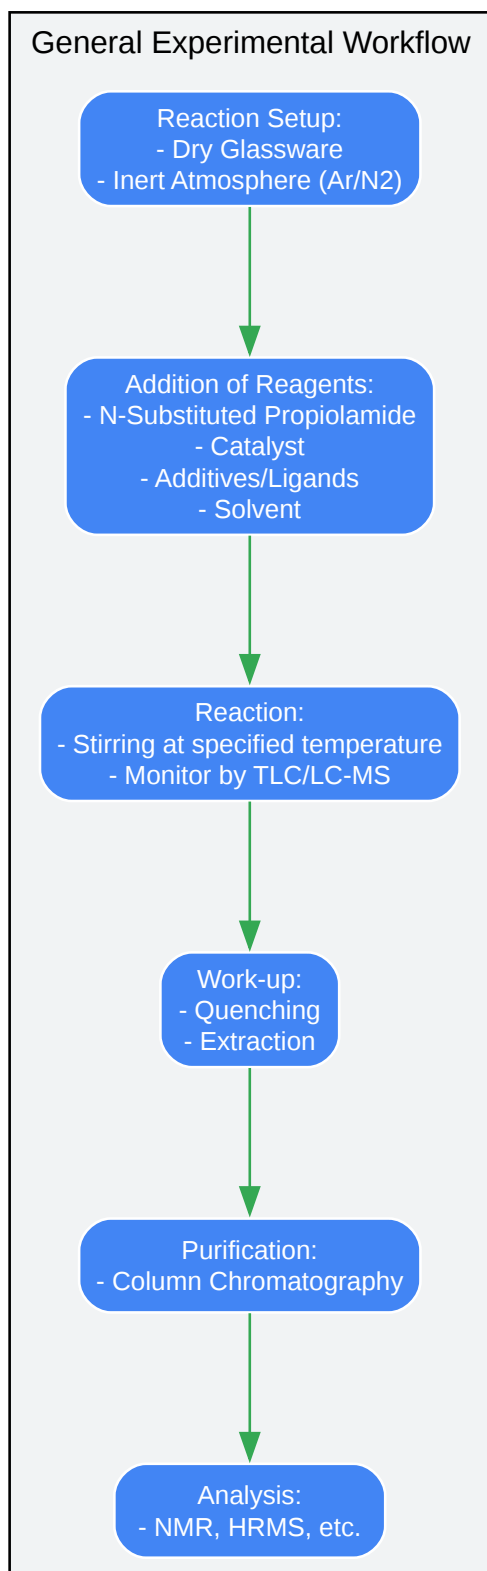 General Experimental Workflow
Reaction Setup:
- Dry Glassware
- Inert Atmosphere (Ar/N2)
Addition of Reagents:
- N-Substituted Propiolamide
- Catalyst
- Additives/Ligands
- Solvent
Reaction:
- Stirring at specified temperature
- Monitor by TLC/LC-MS
Work-up:
- Quenching
- Extraction
Purification:
- Column Chromatography
Analysis:
- NMR, HRMS, etc.